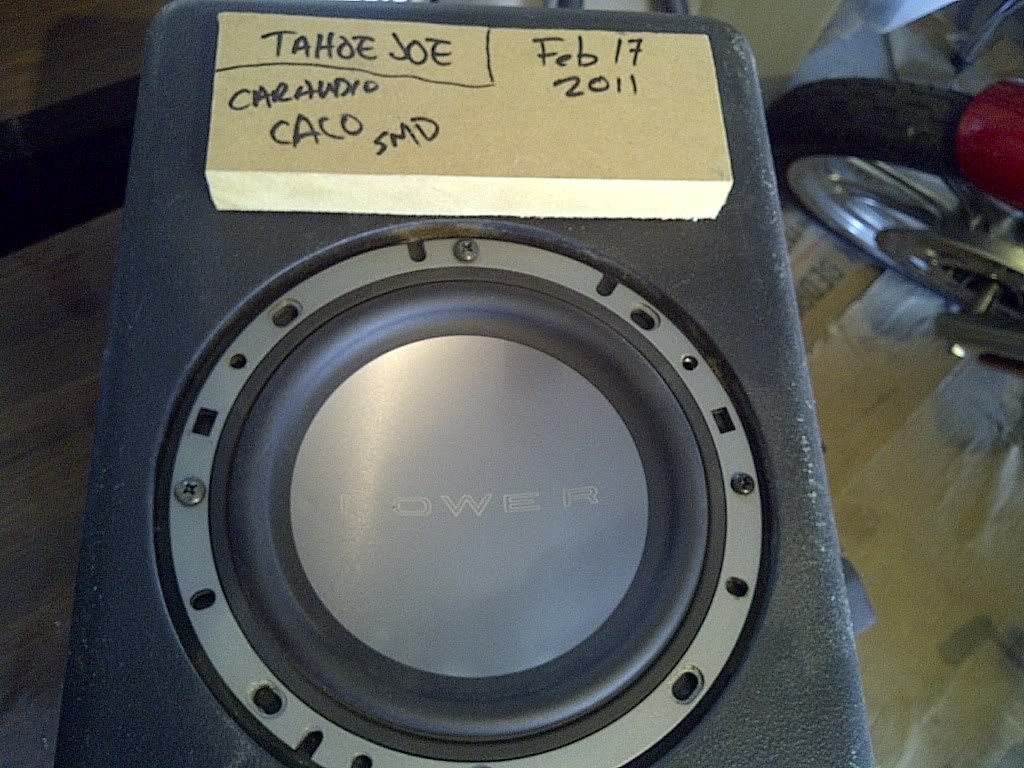 TAHOE JOE
Feb 17
2011
CARAUDIO
CACO SMD
POWER